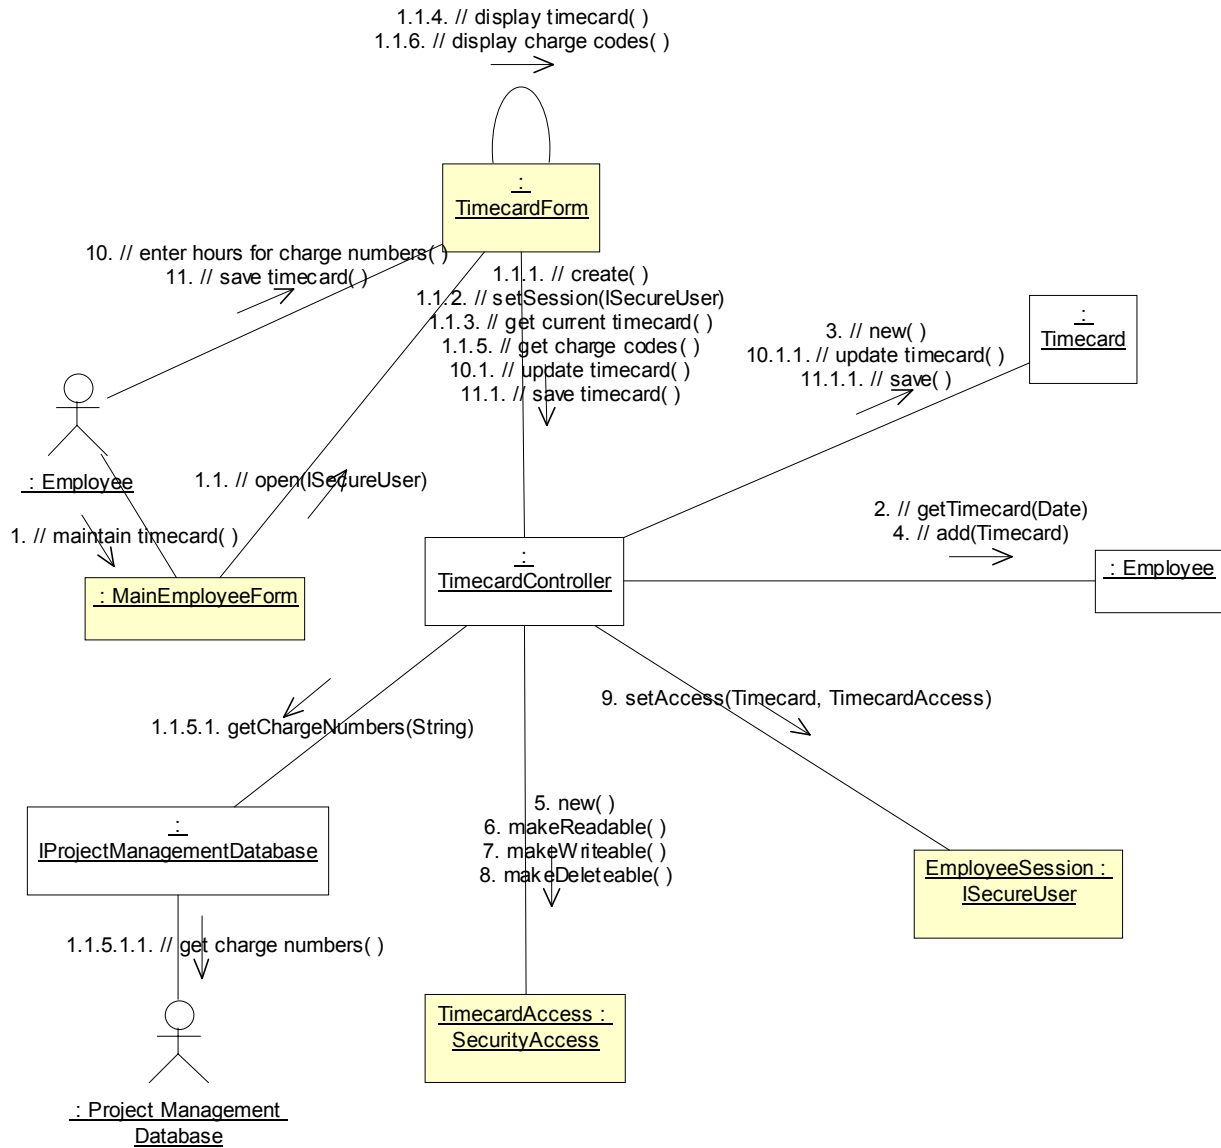 1.1.4. // display timecard( )
1.1.6. // display charge codes( )
:
TimecardForm
10. // enter hours for charge numbers( )
11. // save timecard( )
1.1.1. // create( )
1.1.2. // setSession(ISecureUser)
1.1.3. // get current timecard( )
1.1.5. // get charge codes( )
10.1. // update timecard( )
11.1. // save timecard( )
3. // new( )
10.1.1. // update timecard( )
11.1.1. // save( )
:
Timecard
: Employee
1.1. // open(ISecureUser)
1. // maintain timecard( )
: MainEmployeeForm
:
TimecardController
2. // getTimecard(Date)
4. // add(Timecard)
: Employee
1.1.5.1. getChargeNumbers(String)
9. setAccess(Timecard, TimecardAccess)
:
IProjectManagementDatabase
5. new( )
6. makeReadable( )
7. makeWriteable( )
8. makeDeleteable( )
EmployeeSession :
ISecureUser
1.1.5.1.1. // get charge numbers( )
TimecardAccess :
SecurityAccess
: Project Management
Database